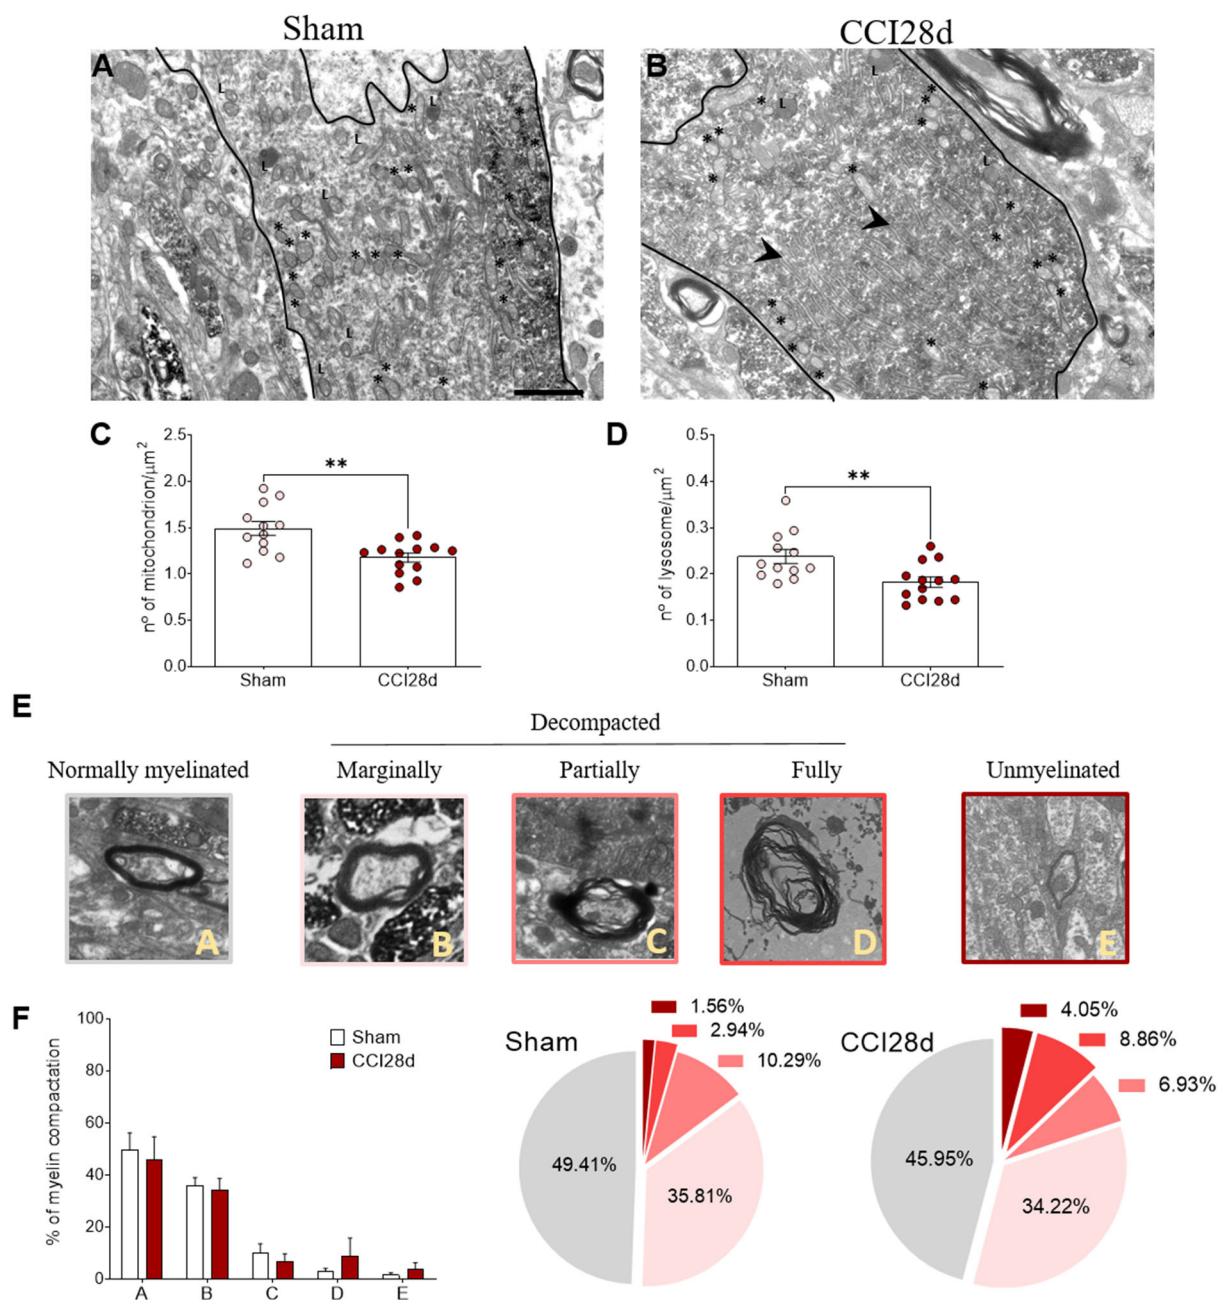 Sham
CCI28d
A
B
L
L
L
L
L
L
L
* * * * * * * * * * * * * * * * * * * *
L
L
L
* * * * * * * * * * * * * * * * * * *
C
nº of mitochondrion/µm²
2.5
2.0
1.5
1.0
0.5
0.0
**
Sham
CCI28d
D
nº of lysosome/µm²
0.5
0.4
0.3
0.2
0.1
0.0
**
Sham
CCI28d
E
Decompacted
Normally myelinated
Marginally
Partially
Fully
Unmyelinated
A
B
C
D
E
F
% of myelin compactation
100
80
60
40
20
0
A
B
C
D
E
Sham
CCI28d
Sham
1.56%
2.94%
10.29%
49.41%
35.81%
CCI28d
4.05%
8.86%
6.93%
45.95%
34.22%